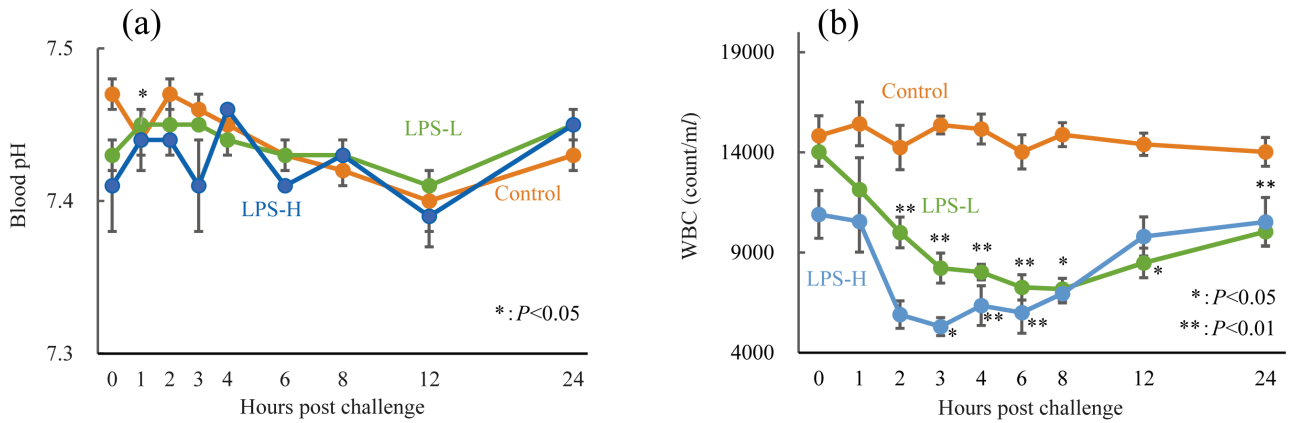 (a)
7.5
7.4
7.3
Blood pH
*
LPS-L
Control
LPS-H
*: P<0.05
0 1 2 3 4 6 8 12 24
Hours post challenge
(b)
19000
14000
9000
4000
WBC (count/ml)
Control
LPS-L
LPS-H
**
**
**
**
*
**
*
*
**
**
*: P<0.05
**: P<0.01
0 1 2 3 4 6 8 12 24
Hours post challenge